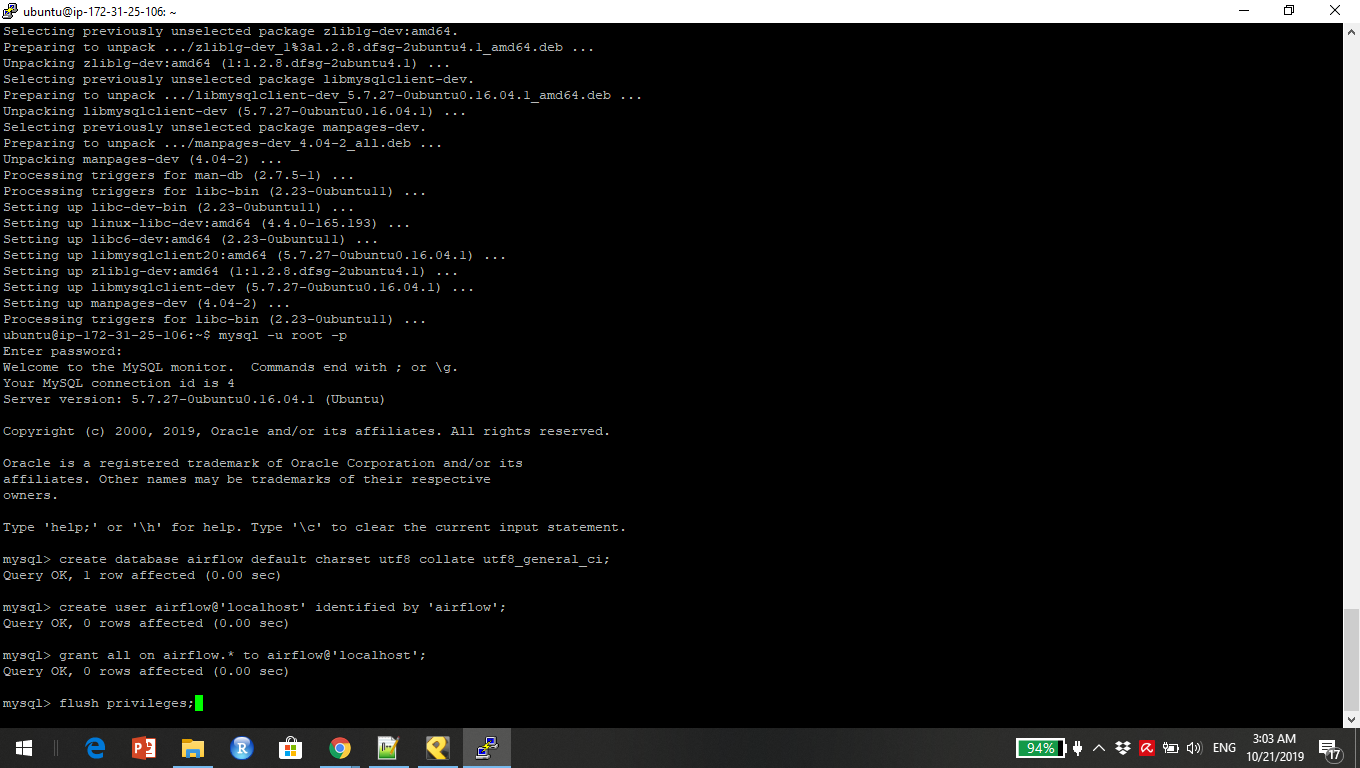 ubuntu@ip-172-31-25-106: ~
Selecting previously unselected package zlib1g-dev:amd64.
Preparing to unpack .../zlib1g-dev_1%3a1.2.8.dfsg-2ubuntu4.1_amd64.deb ...
Unpacking zlib1g-dev:amd64 (1:1.2.8.dfsg-2ubuntu4.1) ...
Selecting previously unselected package libmysqlclient-dev.
Preparing to unpack .../libmysqlclient-dev_5.7.27-0ubuntu0.16.04.1_amd64.deb ...
Unpacking libmysqlclient-dev (5.7.27-0ubuntu0.16.04.1) ...
Selecting previously unselected package manpages-dev.
Preparing to unpack .../manpages-dev_4.04-2_all.deb ...
Unpacking manpages-dev (4.04-2) ...
Processing triggers for man-db (2.7.5-1) ...
Processing triggers for libc-bin (2.23-0ubuntu11) ...
Setting up libc-dev-bin (2.23-0ubuntu11) ...
Setting up linux-libc-dev:amd64 (4.4.0-165.193) ...
Setting up libc6-dev:amd64 (2.23-0ubuntu11) ...
Setting up libmysqlclient20:amd64 (5.7.27-0ubuntu0.16.04.1) ...
Setting up zlib1g-dev:amd64 (1:1.2.8.dfsg-2ubuntu4.1) ...
Setting up libmysqlclient-dev (5.7.27-0ubuntu0.16.04.1) ...
Setting up manpages-dev (4.04-2) ...
Processing triggers for libc-bin (2.23-0ubuntu11) ...
ubuntu@ip-172-31-25-106:~$ mysql -u root -p
Enter password:
Welcome to the MySQL monitor.  Commands end with ; or \g.
Your MySQL connection id is 4
Server version: 5.7.27-0ubuntu0.16.04.1 (Ubuntu)
Copyright (c) 2000, 2019, Oracle and/or its affiliates. All rights reserved.
Oracle is a registered trademark of Oracle Corporation and/or its
affiliates. Other names may be trademarks of their respective
owners.
Type 'help;' or '\h' for help. Type '\c' to clear the current input statement.
mysql> create database airflow default charset utf8 collate utf8_general_ci;
Query OK, 1 row affected (0.00 sec)
mysql> create user airflow@'localhost' identified by 'airflow';
Query OK, 0 rows affected (0.00 sec)
mysql> grant all on airflow.* to airflow@'localhost';
Query OK, 0 rows affected (0.00 sec)
mysql> flush privileges;
94%
ENG
3:03 AM
10/21/2019
17